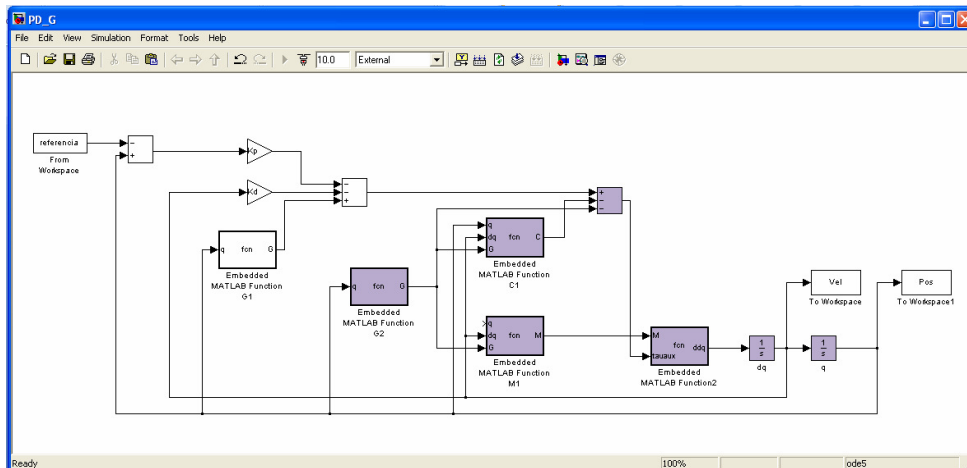 PD_G
File Edit View Simulation Format Tools Help
10.0 External
referencia
From
Workspace
-
+
Kp
Kd
-
-
+
q fcn G
Embedded
MATLAB Function
G1
q fcn G
Embedded
MATLAB Function
G2
q
dq fcn C
G
Embedded
MATLAB Function
C1
+
-
-
q
dq fcn M
G
Embedded
MATLAB Function
M1
M
fcn ddq
tauaux
Embedded
MATLAB Function2
1
s
dq
1
s
q
Vel
To Workspace
Pos
To Workspace1
Ready 100% ode5